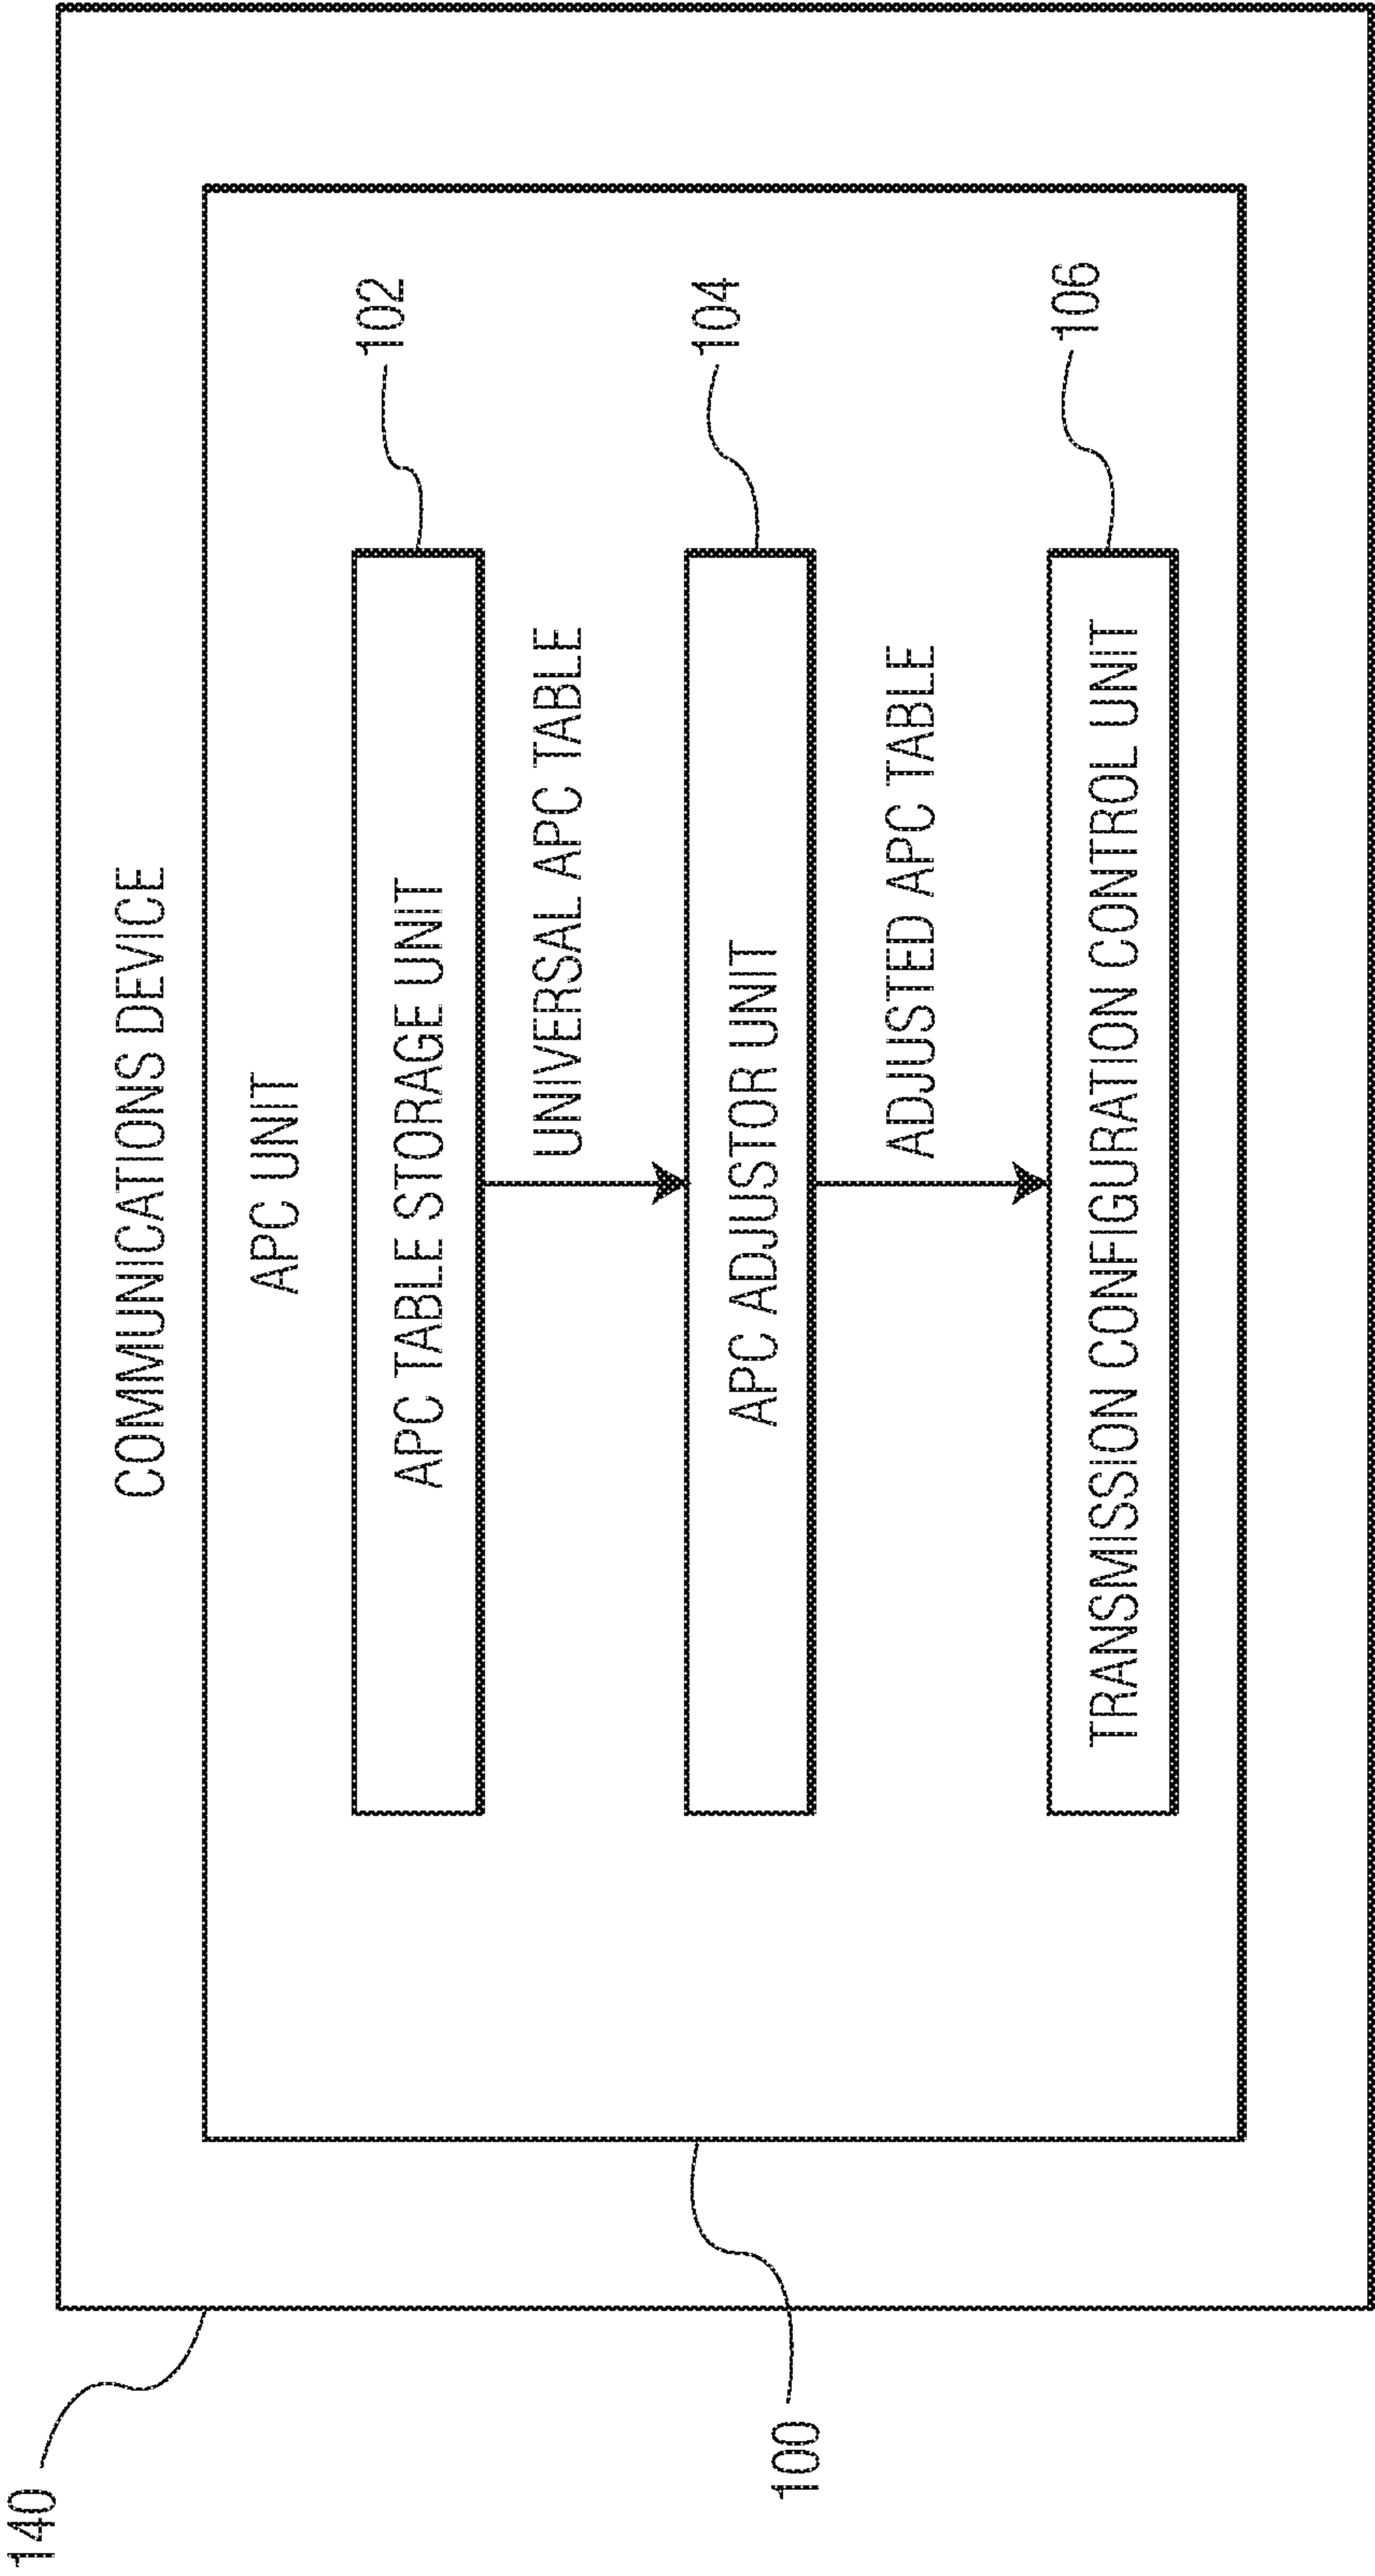 140
COMMUNICATIONS DEVICE
APC UNIT
102
APC TABLE STORAGE UNIT
UNIVERSAL APC TABLE
104
APC ADJUSTOR UNIT
ADJUSTED APC TABLE
100
106
TRANSMISSION CONFIGURATION CONTROL UNIT